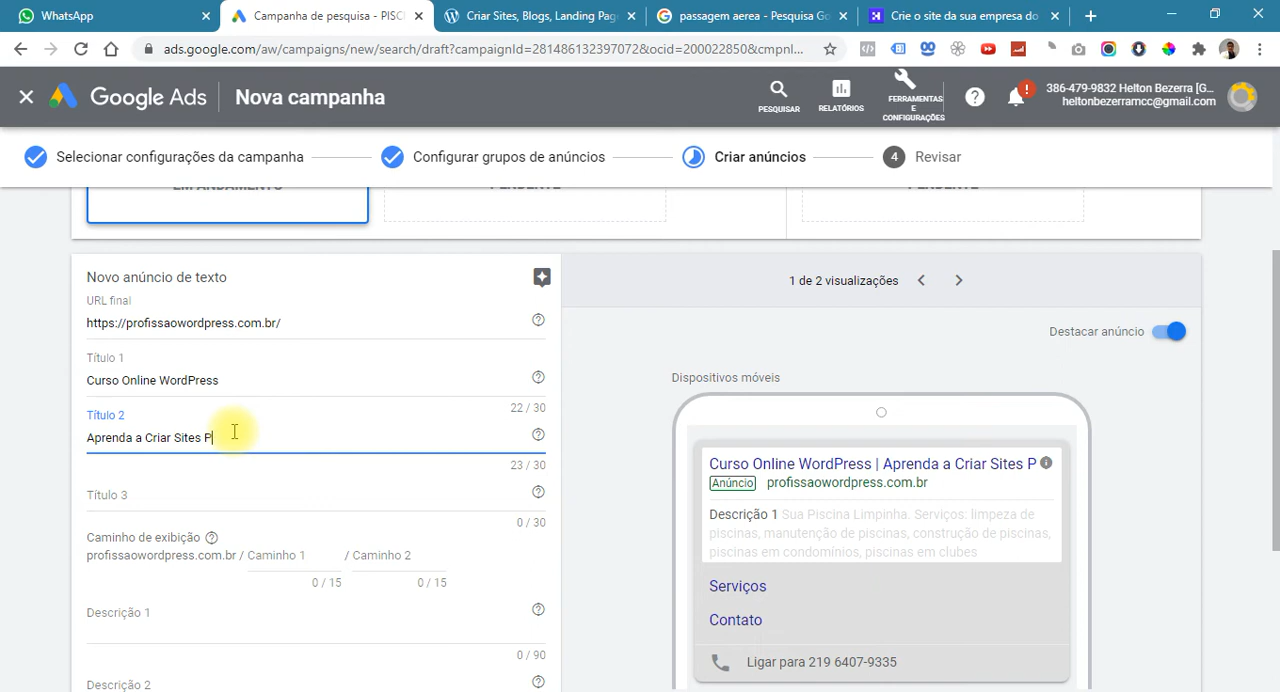 WhatsApp
Campanha de pesquisa - PISCI
Criar Sites, Blogs, Landing Page
passagem aerea - Pesquisa Go
Crie o site da sua empresa do
ads.google.com/aw/campaigns/new/search/draft?campaignId=281486132397072&ocid=200022850&cmpnl...
Google Ads
Nova campanha
PESQUISAR
RELATÓRIOS
FERRAMENTAS
E
CONFIGURAÇÕES
386-479-9832 Helton Bezerra [G...
heltonbezerramcc@gmail.com
Selecionar configurações da campanha
Configurar grupos de anúncios
Criar anúncios
4 Revisar
EM ANDAMENTO
PENDENTE
PENDENTE
Novo anúncio de texto
URL final
https://profissaowordpress.com.br/
Título 1
Curso Online WordPress
22 / 30
Título 2
Aprenda a Criar Sites P
23 / 30
Título 3
0 / 30
Caminho de exibição
profissaowordpress.com.br / Caminho 1 / Caminho 2
0 / 15 0 / 15
Descrição 1
0 / 90
Descrição 2
1 de 2 visualizações
Destacar anúncio
Dispositivos móveis
Curso Online WordPress | Aprenda a Criar Sites P
Anúncio profissaowordpress.com.br
Descrição 1 Sua Piscina Limpinha. Serviços: limpeza de
piscinas, manutenção de piscinas, construção de piscinas,
piscinas em condomínios, piscinas em clubes
Serviços
Contato
Ligar para 219 6407-9335